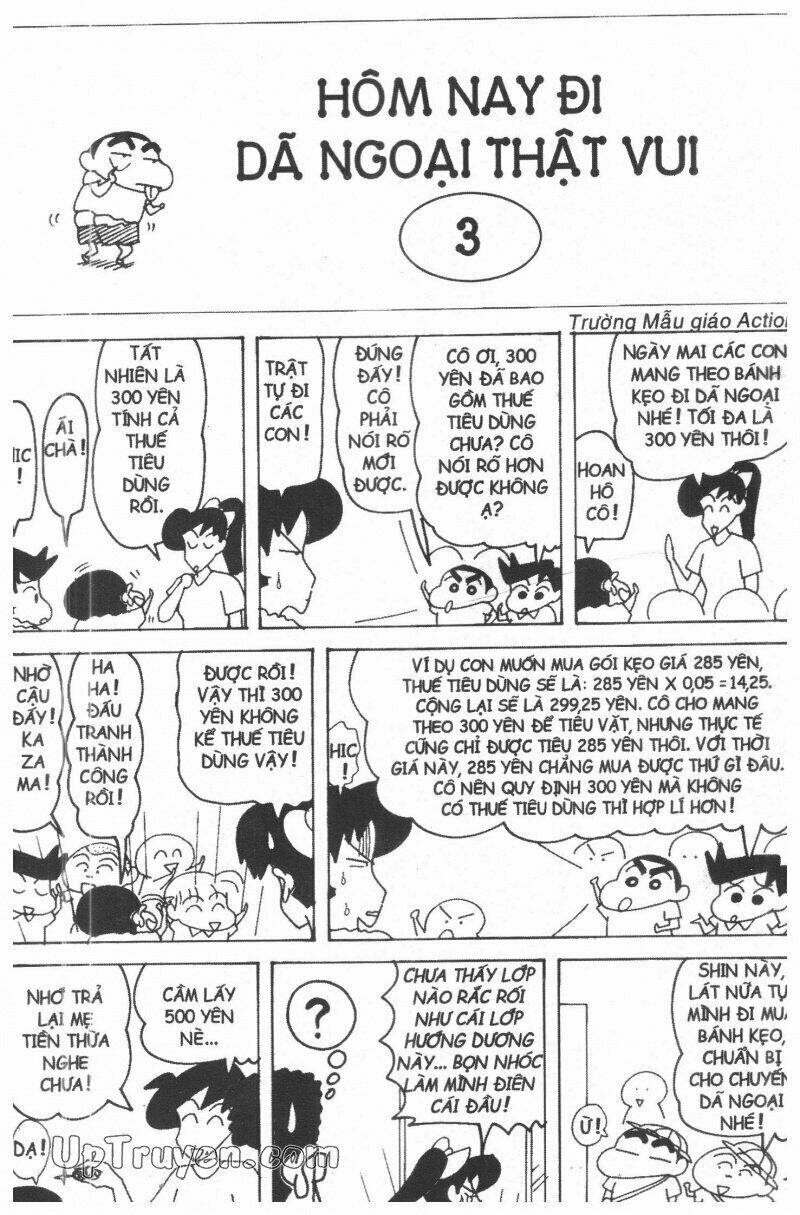 HÔM NAY ĐI
DÃ NGOẠI THẬT VUI
3
Trường Mẫu giáo Action
NGÀY MAI CÁC CON
MANG THEO BÁNH
KẸO ĐI DÃ NGOẠI
NHÉ! TỐI ĐA LÀ
300 YÊN THÔI!
HOAN
HÔ
CÔ!
CÔ ƠI, 300
YÊN ĐÃ BAO
GỒM THUẾ
TIÊU DÙNG
CHƯA? CÔ
NÓI RÕ HƠN
ĐƯỢC KHÔNG
Ạ?
ĐÚNG
ĐẤY!
CÔ
PHẢI
NÓI RÕ
MỚI
ĐƯỢC.
TRẬT
TỰ ĐI
CÁC
CON!
TẤT
NHIÊN LÀ
300 YÊN
TÍNH CẢ
THUẾ
TIÊU
DÙNG
RỒI.
ÁI
CHÀ!
HIC
!
VÍ DỤ CON MUỐN MUA GÓI KẸO GIÁ 285 YÊN,
THUẾ TIÊU DÙNG SẼ LÀ: 285 YÊN X 0,05 = 14,25.
CỘNG LẠI SẼ LÀ 299,25 YÊN. CÔ CHO MANG
THEO 300 YÊN ĐỂ TIÊU VẶT, NHƯNG THỰC TẾ
CŨNG CHỈ ĐƯỢC TIÊU 285 YÊN THÔI. VỚI THỜI
GIÁ NÀY, 285 YÊN CHẲNG MUA ĐƯỢC THỨ GÌ ĐÂU.
CÔ NÊN QUY ĐỊNH 300 YÊN MÀ KHÔNG
CÓ THUẾ TIÊU DÙNG THÌ HỢP LÍ HƠN!
HIC
!
ĐƯỢC RỒI!
VẬY THÌ 300
YÊN KHÔNG
KỂ THUẾ TIÊU
DÙNG VẬY!
HA
HA!
ĐẤU
TRANH
THÀNH
CÔNG
RỒI!
NHỜ
CẬU
ĐẤY!
KA
ZA
MA!
SHIN NÀY,
LÁT NỮA TỤ
MÌNH ĐI MUA
BÁNH KẸO,
CHUẨN BỊ
CHO CHUYẾN
DÃ NGOẠI
NHÉ!
Ừ!
CHƯA THẤY LỚP
NÀO RẮC RỐI
NHƯ CÁI LỚP
HƯỚNG DƯƠNG
NÀY... BỌN NHÓC
LÀM MÌNH ĐIÊN
CÁI ĐẦU!
?
CẦM LẤY
500 YÊN
NÈ...
NHỚ TRẢ
LẠI MẸ
TIỀN THỪA
NGHE
CHƯA!
DẠ!
UpTruyen.com